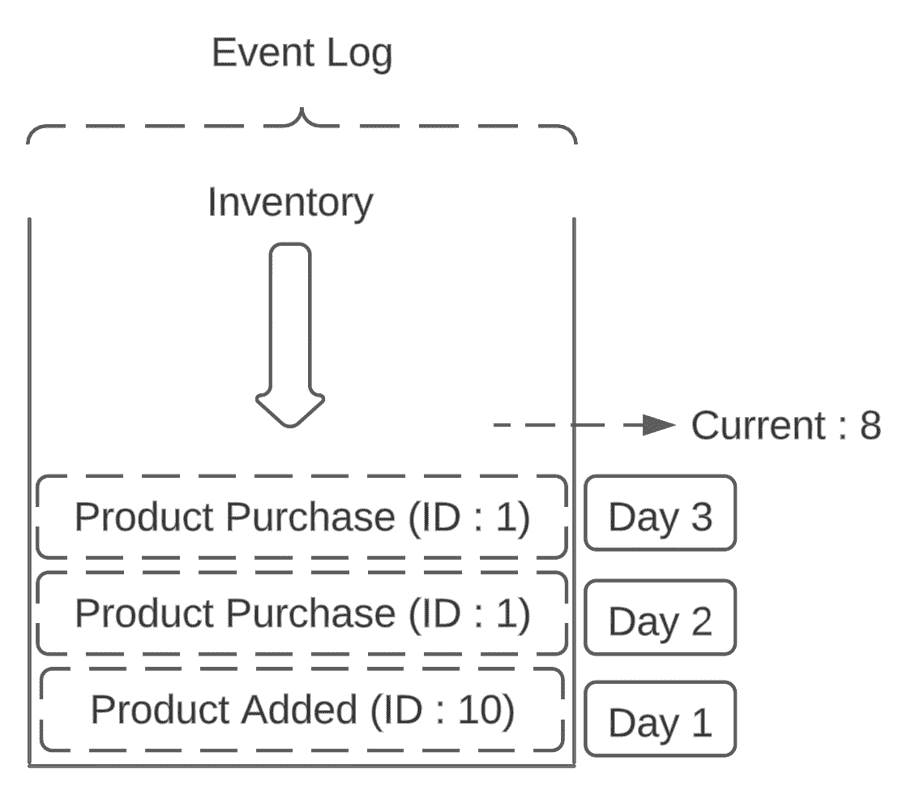 Event Log
Inventory
Current : 8
Product Purchase (ID : 1) Day 3
Product Purchase (ID : 1) Day 2
Product Added (ID : 10) Day 1